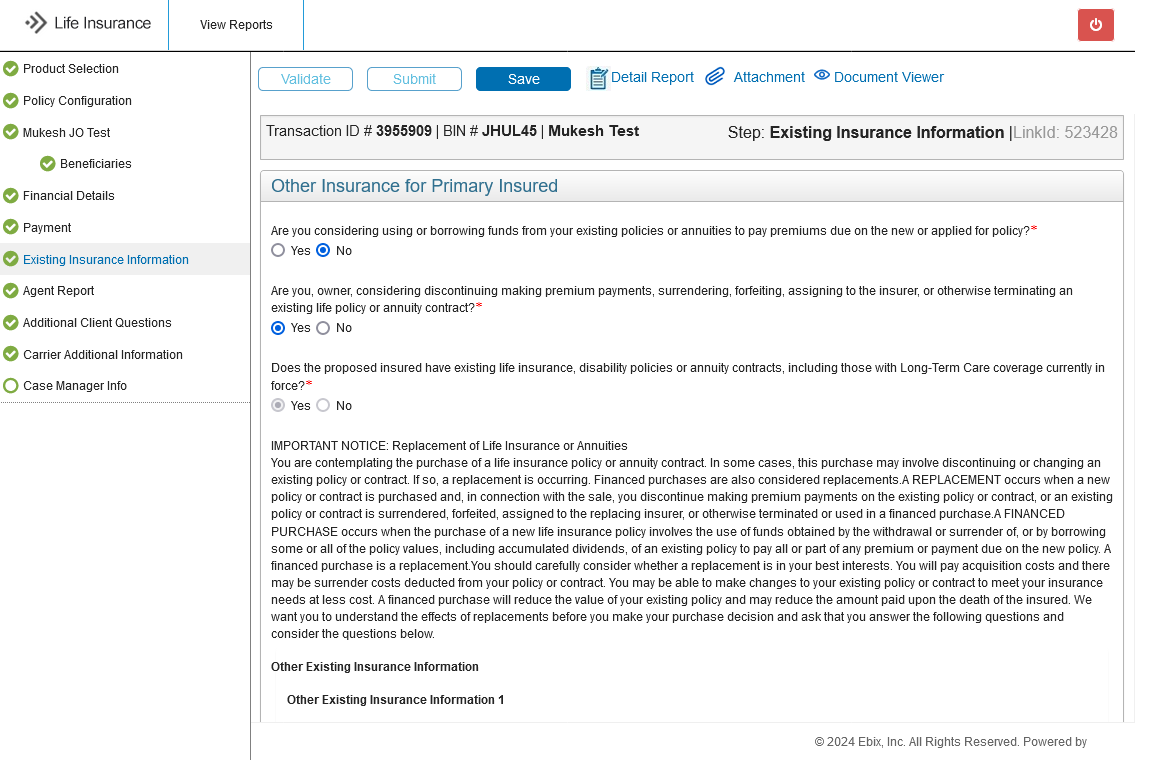 Life Insurance
View Reports
Product Selection
Policy Configuration
Mukesh JO Test
Beneficiaries
Financial Details
Payment
Existing Insurance Information
Agent Report
Additional Client Questions
Carrier Additional Information
Case Manager Info
Validate
Submit
Save
Detail Report
Attachment
Document Viewer
Transaction ID # 3955909 | BIN # JHUL45 | Mukesh Test
Step: Existing Insurance Information |LinkId: 523428
Other Insurance for Primary Insured
Are you considering using or borrowing funds from your existing policies or annuities to pay premiums due on the new or applied for policy?*
Yes No
Are you, owner, considering discontinuing making premium payments, surrendering, forfeiting, assigning to the insurer, or otherwise terminating an
existing life policy or annuity contract?*
Yes No
Does the proposed insured have existing life insurance, disability policies or annuity contracts, including those with Long-Term Care coverage currently in
force?*
Yes No
IMPORTANT NOTICE: Replacement of Life Insurance or Annuities
You are contemplating the purchase of a life insurance policy or annuity contract. In some cases, this purchase may involve discontinuing or changing an
existing policy or contract. If so, a replacement is occurring. Financed purchases are also considered replacements.A REPLACEMENT occurs when a new
policy or contract is purchased and, in connection with the sale, you discontinue making premium payments on the existing policy or contract, or an existing
policy or contract is surrendered, forfeited, assigned to the replacing insurer, or otherwise terminated or used in a financed purchase.A FINANCED
PURCHASE occurs when the purchase of a new life insurance policy involves the use of funds obtained by the withdrawal or surrender of, or by borrowing
some or all of the policy values, including accumulated dividends, of an existing policy to pay all or part of any premium or payment due on the new policy. A
financed purchase is a replacement.You should carefully consider whether a replacement is in your best interests. You will pay acquisition costs and there
may be surrender costs deducted from your policy or contract. You may be able to make changes to your existing policy or contract to meet your insurance
needs at less cost. A financed purchase will reduce the value of your existing policy and may reduce the amount paid upon the death of the insured. We
want you to understand the effects of replacements before you make your purchase decision and ask that you answer the following questions and
consider the questions below.
Other Existing Insurance Information
Other Existing Insurance Information 1
© 2024 Ebix, Inc. All Rights Reserved. Powered by